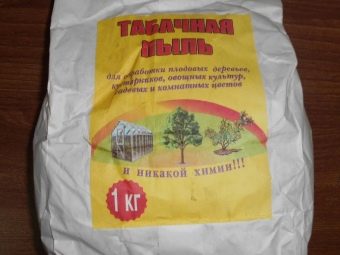 ТАБАЧНАЯ
ПЫЛЬ
для обработки плодовых деревьев,
кустарников, овощных культур,
садовых и комнатных цветов
и никакой химии!!!
1 кг